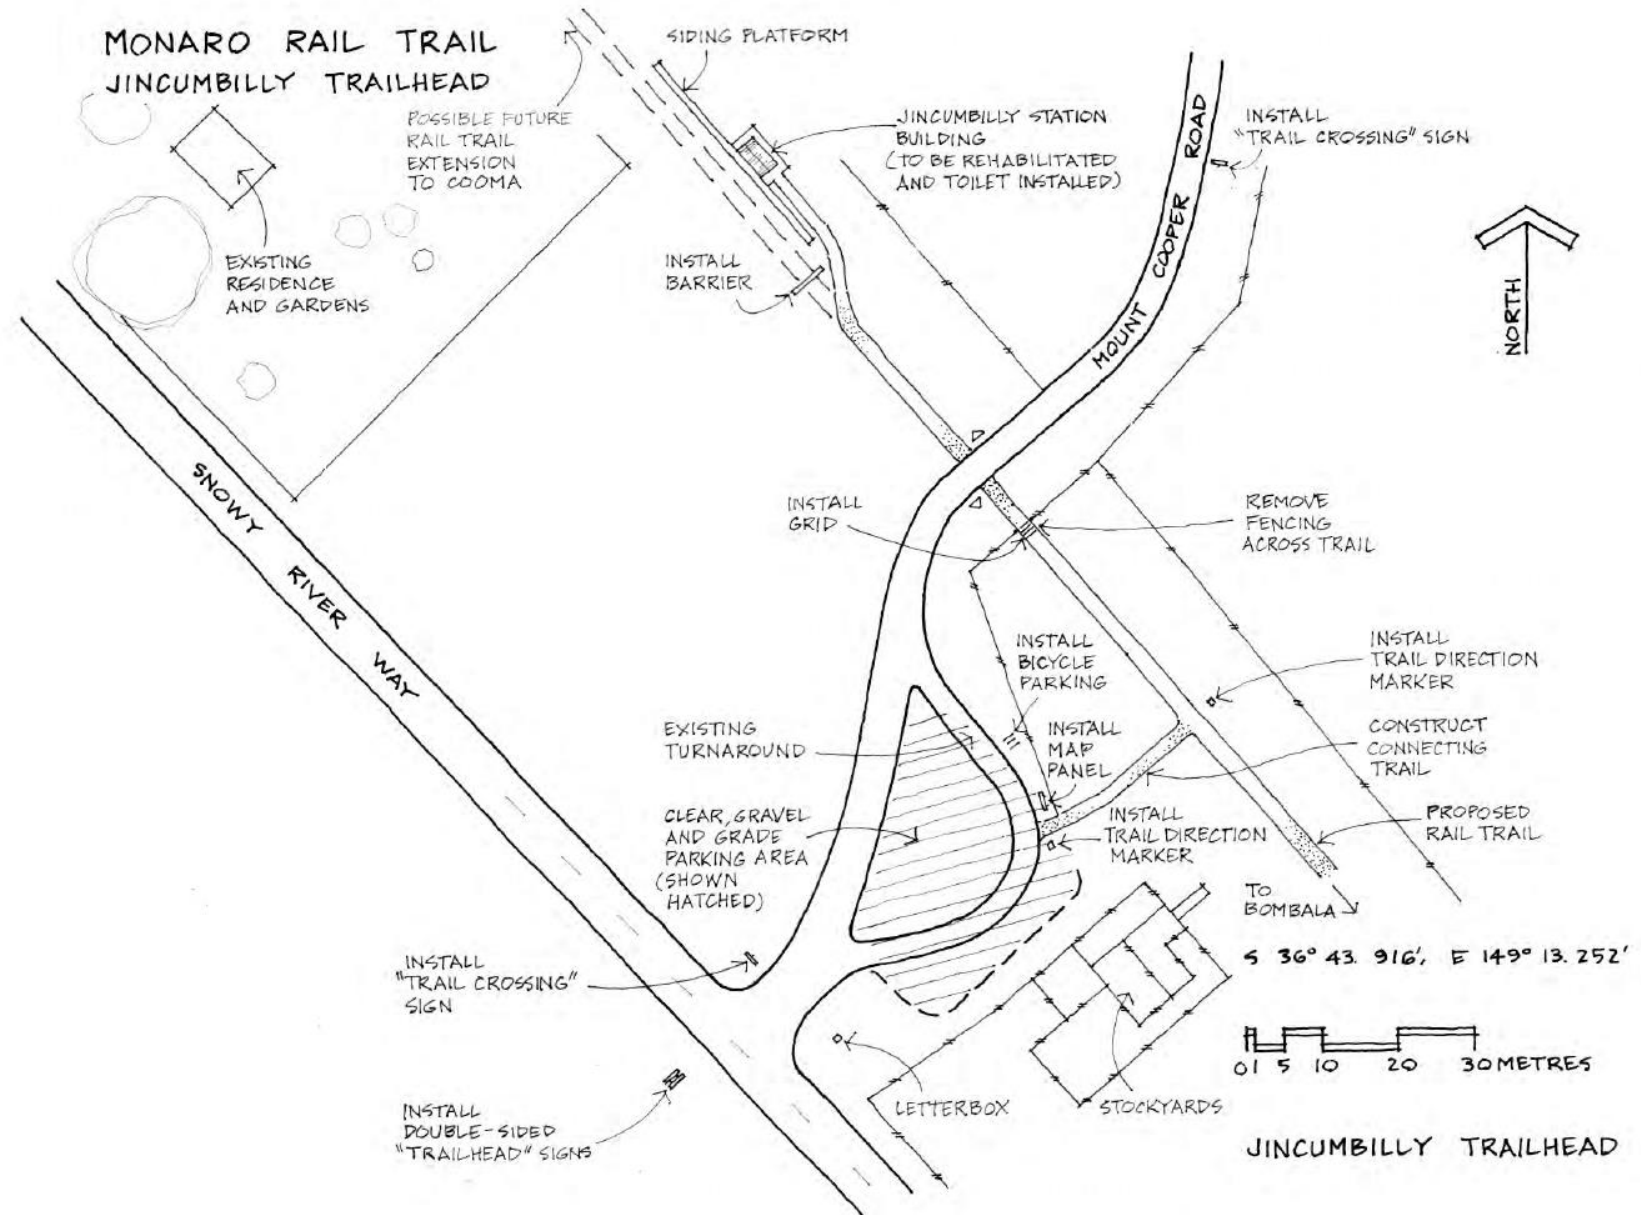 MONARO RAIL TRAIL
JINCUMBILLY TRAILHEAD
SIDING PLATFORM
POSSIBLE FUTURE
RAIL TRAIL
EXTENSION
TO COOMA
JINCUMBILLY STATION
BUILDING
(TO BE REHABILITATED
AND TOILET INSTALLED)
INSTALL
"TRAIL CROSSING" SIGN
MOUNT COOPER ROAD
EXISTING
RESIDENCE
AND GARDENS
INSTALL
BARRIER
NORTH
SNOWY RIVER WAY
INSTALL
GRID
REMOVE
FENCING
ACROSS TRAIL
INSTALL
BICYCLE
PARKING
INSTALL
TRAIL DIRECTION
MARKER
EXISTING
TURNAROUND
INSTALL
MAP
PANEL
CONSTRUCT
CONNECTING
TRAIL
CLEAR, GRAVEL
AND GRADE
PARKING AREA
(SHOWN
HATCHED)
INSTALL
TRAIL DIRECTION
MARKER
PROPOSED
RAIL TRAIL
TO
BOMBALA
INSTALL
"TRAIL CROSSING"
SIGN
S 36° 43. 916', E 149° 13. 252'
0 1 5 10 20 30 METRES
LETTERBOX
STOCKYARDS
INSTALL
DOUBLE-SIDED
"TRAILHEAD" SIGNS
JINCUMBILLY TRAILHEAD